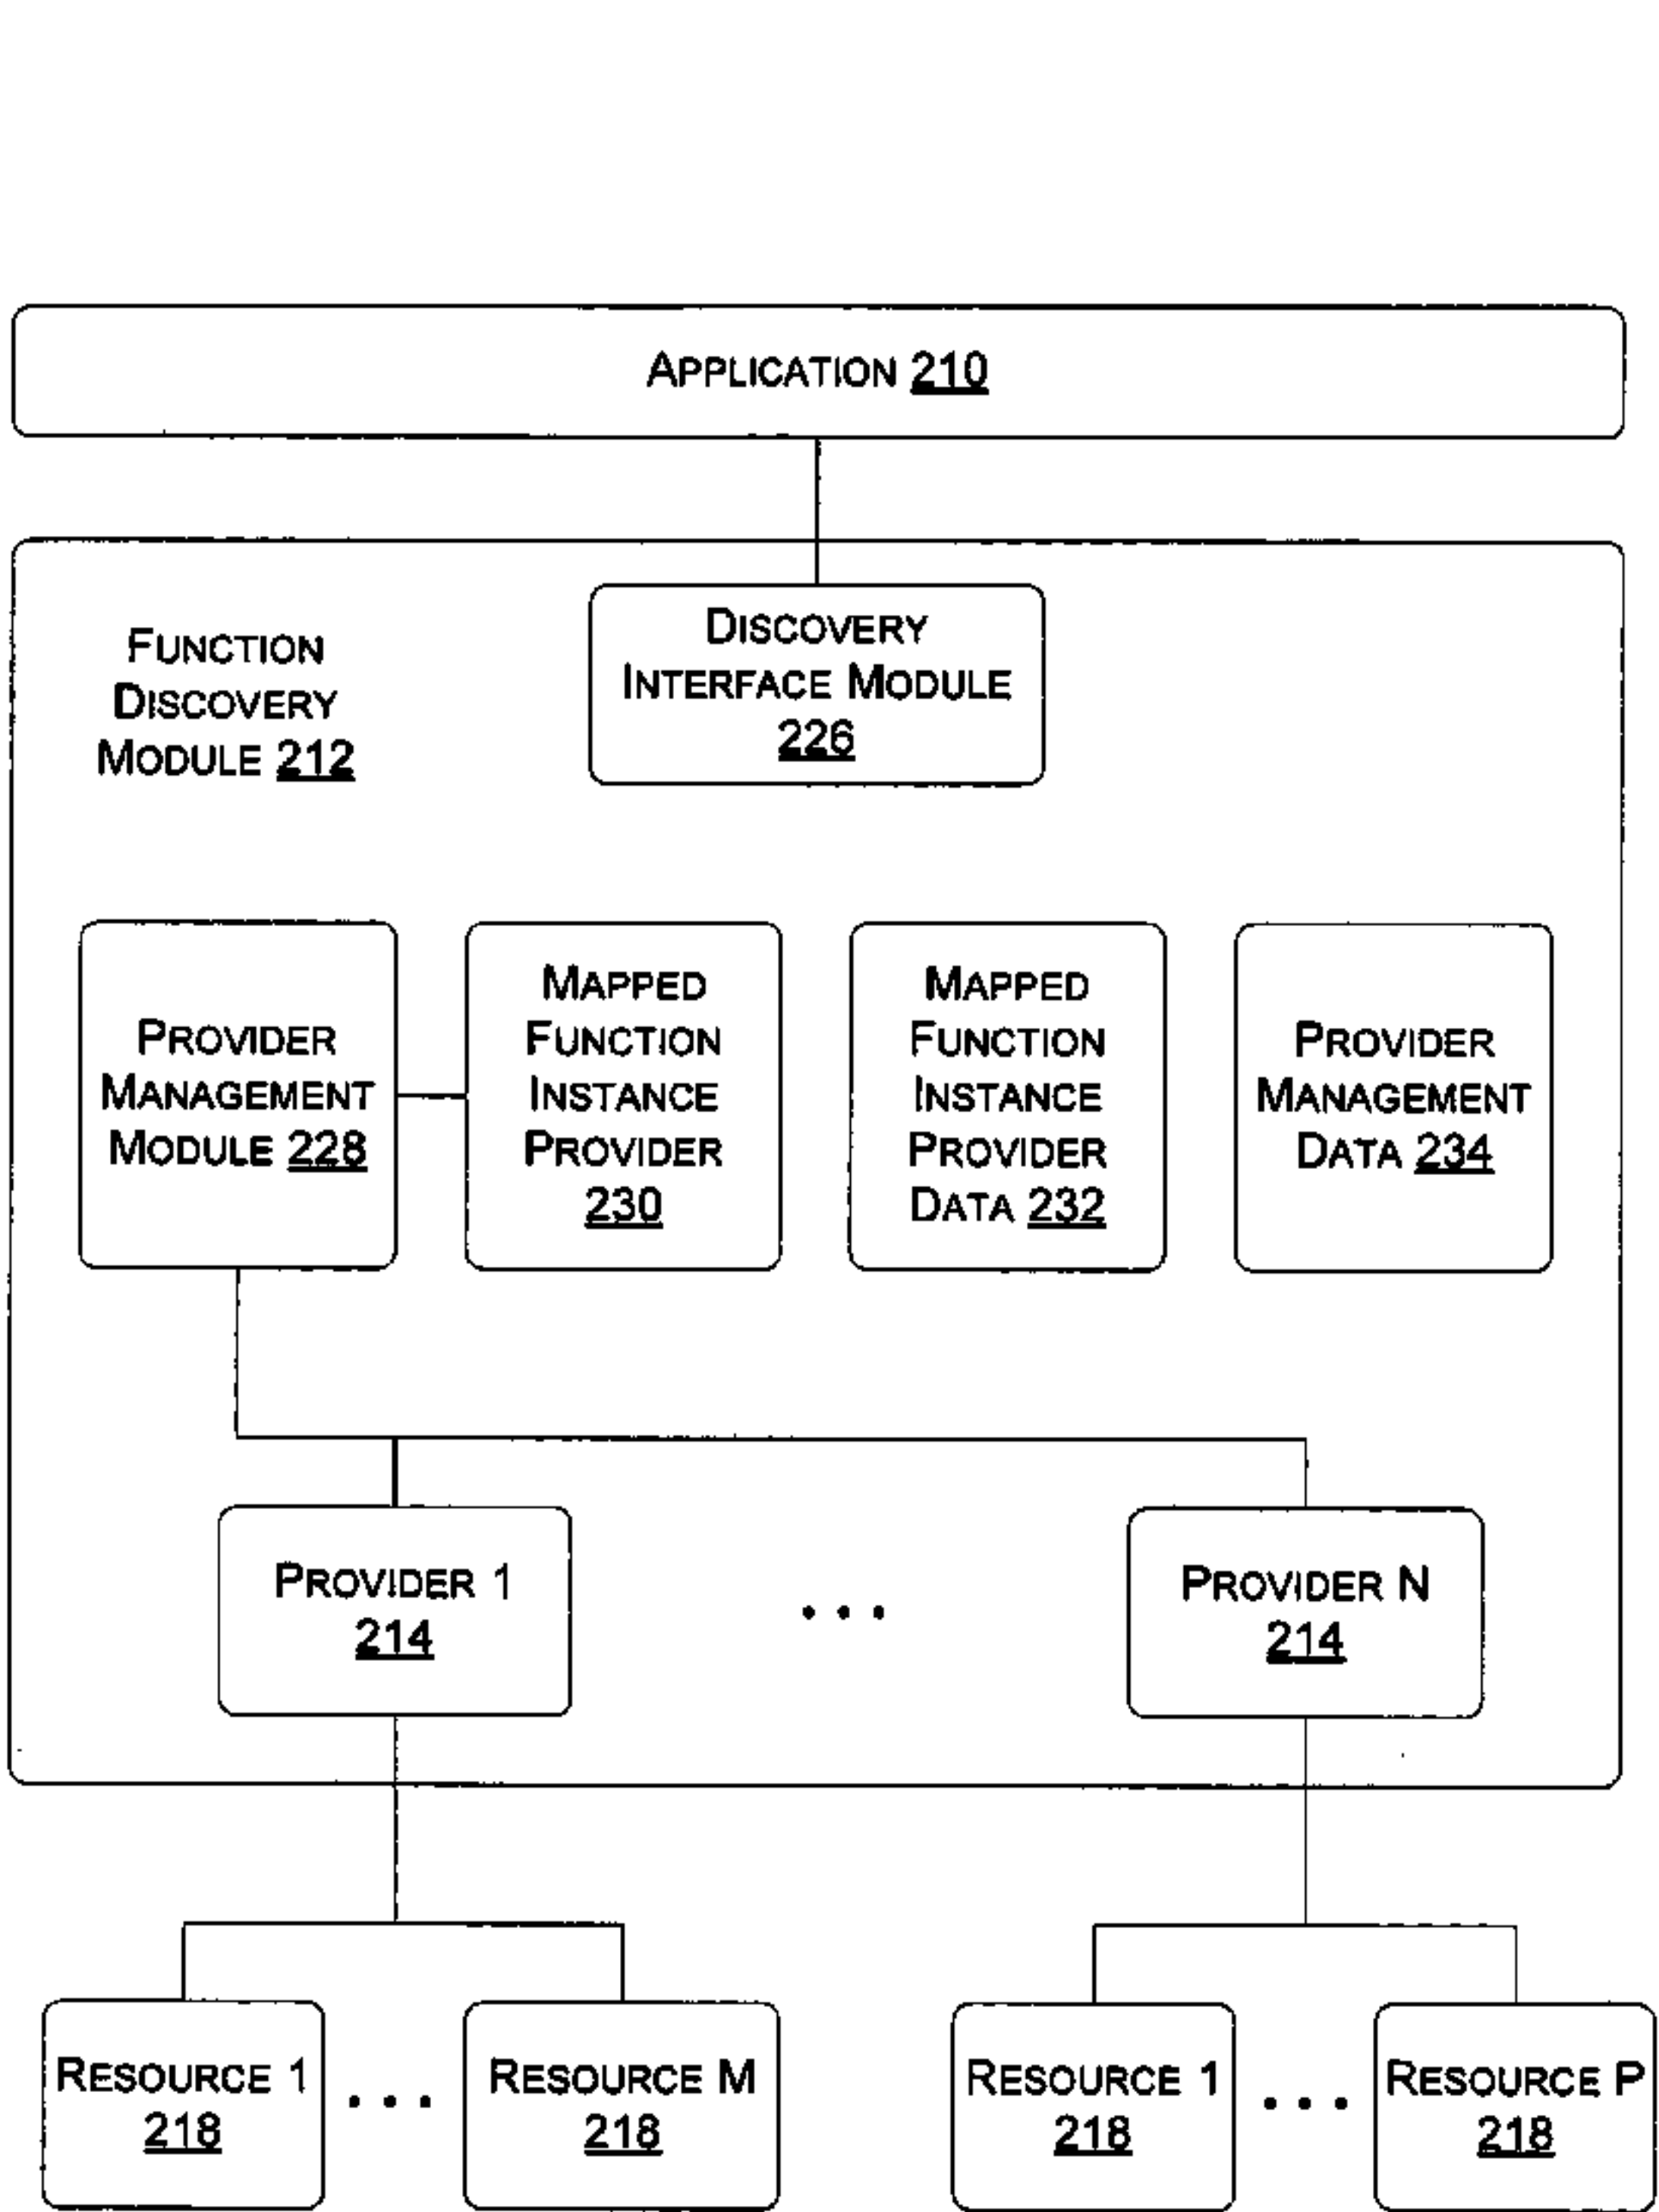 APPLICATION 210
FUNCTION
DISCOVERY
MODULE 212
DISCOVERY
INTERFACE MODULE
226
PROVIDER
MANAGEMENT
MODULE 228
MAPPED
FUNCTION
INSTANCE
PROVIDER
230
MAPPED
FUNCTION
INSTANCE
PROVIDER
DATA 232
PROVIDER
MANAGEMENT
DATA 234
PROVIDER 1
214
• • •
PROVIDER N
214
RESOURCE 1
218
• • •
RESOURCE M
218
RESOURCE 1
218
• • •
RESOURCE P
218